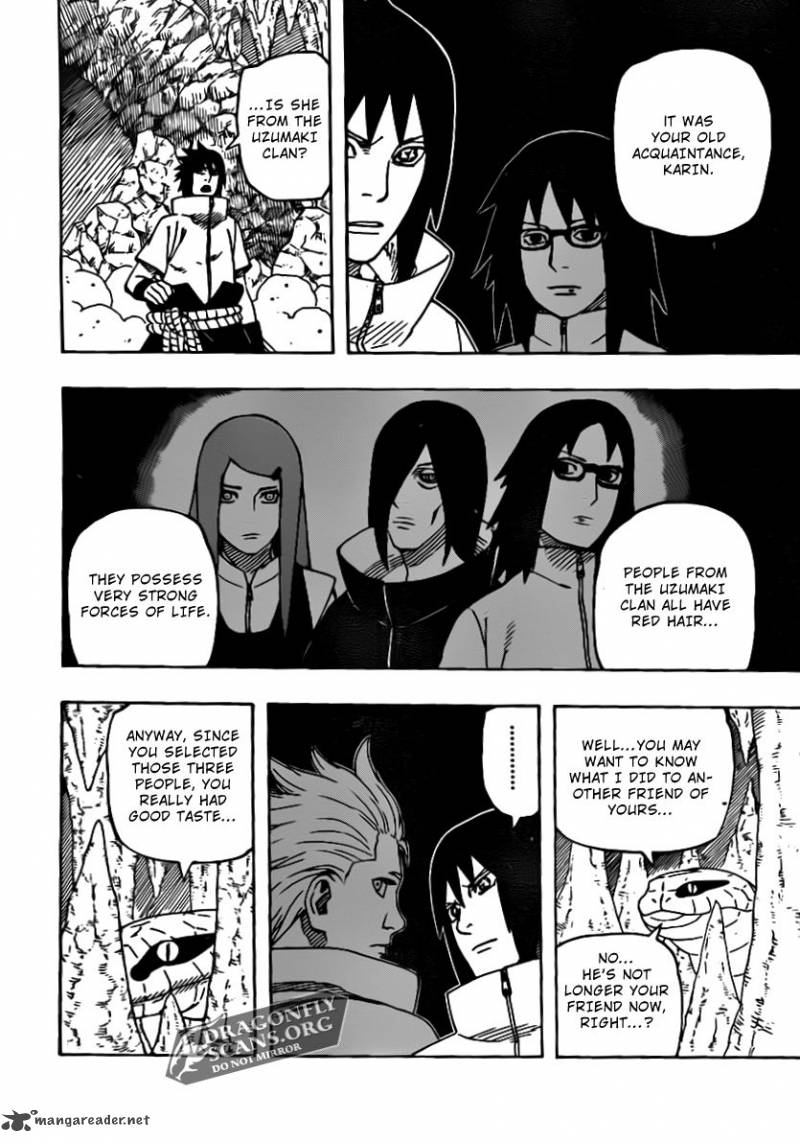 IT WAS
YOUR OLD
ACQUAINTANCE,
KARIN.
...IS SHE
FROM THE
UZUMAKI
CLAN?
PEOPLE FROM
THE UZUMAKI
CLAN ALL HAVE
RED HAIR...
THEY POSSESS
VERY STRONG
FORCES OF LIFE.
WELL...YOU MAY
WANT TO KNOW
WHAT I DID TO AN-
OTHER FRIEND OF
YOURS...
NO...
HE'S NOT
LONGER YOUR
FRIEND NOW,
RIGHT...?
..........
ANYWAY, SINCE
YOU SELECTED
THOSE THREE
PEOPLE, YOU
REALLY HAD
GOOD TASTE...
DRAGONFLY
SCANS.ORG
DO NOT MIRROR
mangareader.net